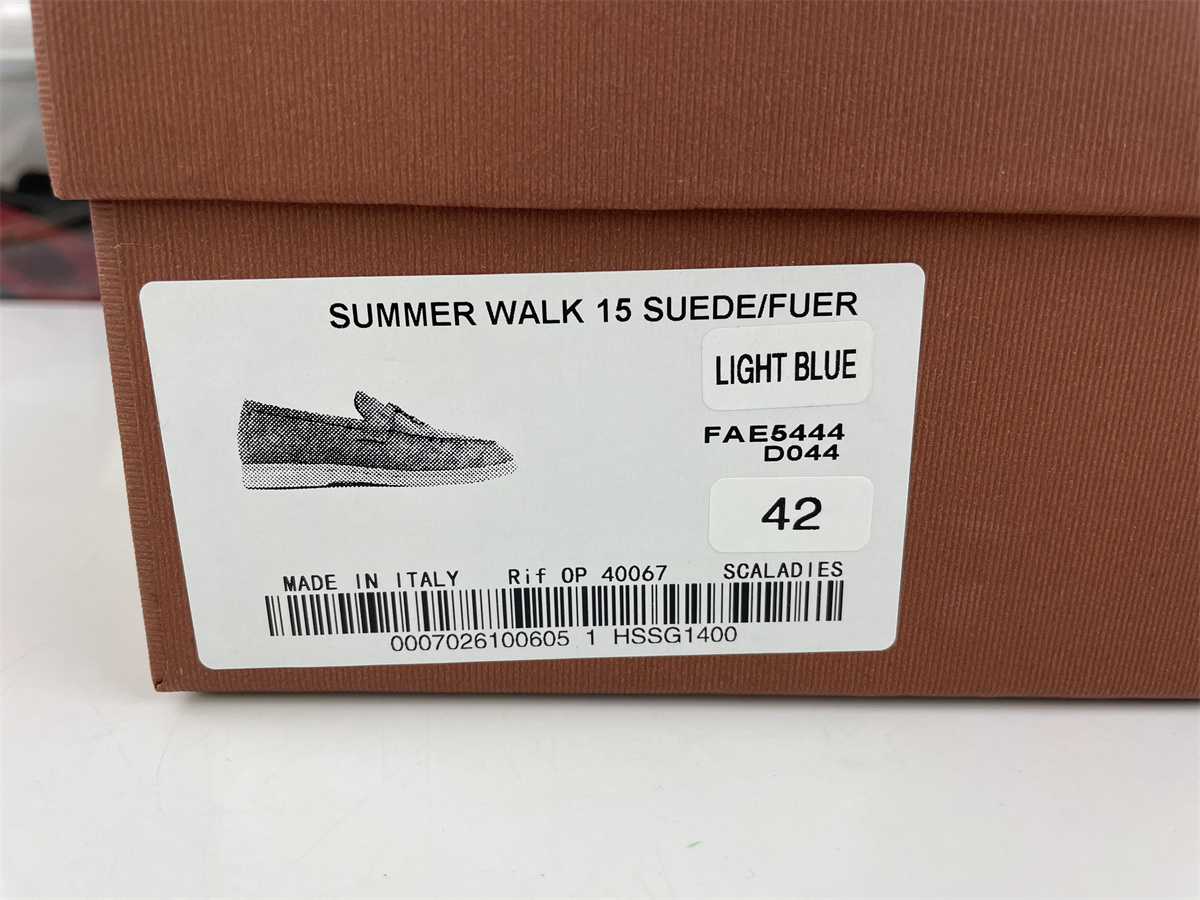 SUMMER WALK 15 SUEDE/FUER
LIGHT BLUE
FAE5444
D044
42
MADE IN ITALY Rif OP 40067 SCALADIES
0007026100605 1 HSSG1400